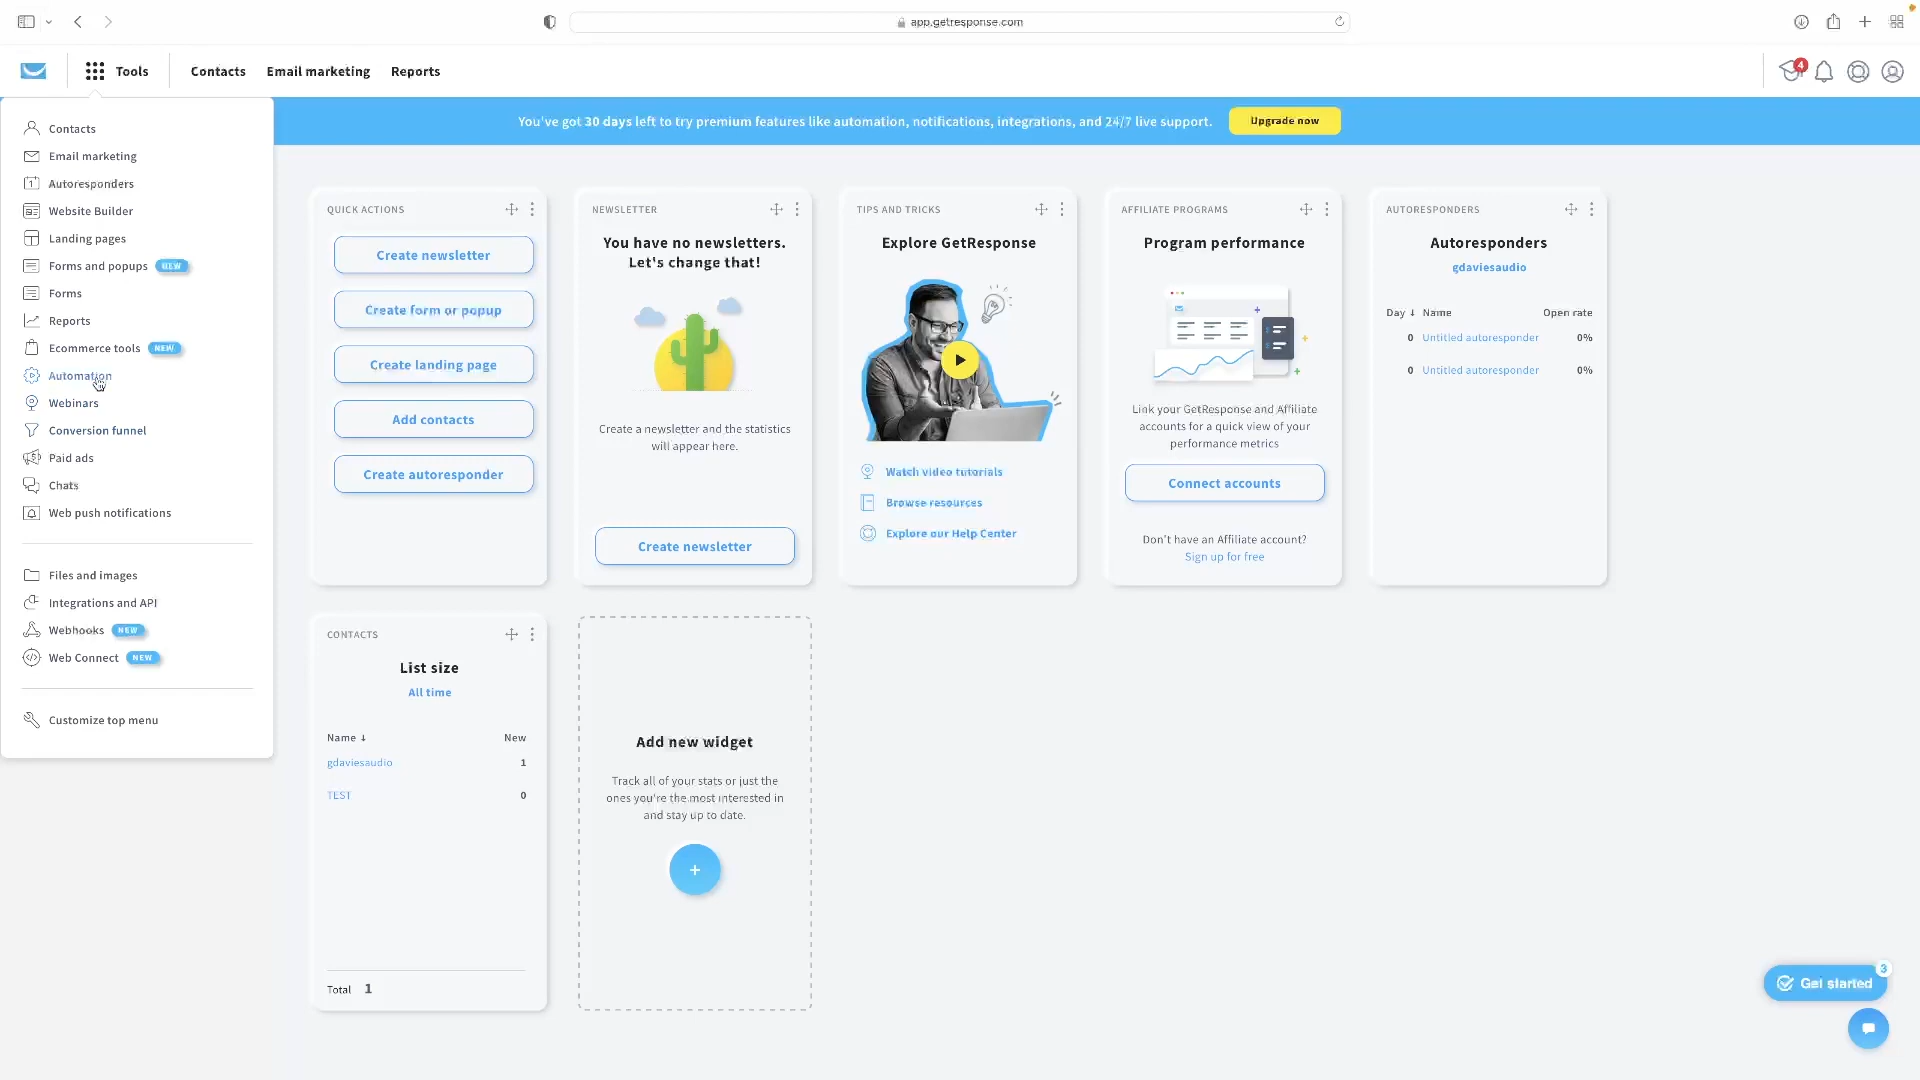 app.getresponse.com
Tools
Contacts
Email marketing
Reports
4
You've got 30 days left to try premium features like automation, notifications, integrations, and 24/7 live support.
Upgrade now
Contacts
Email marketing
1
Autoresponders
Website Builder
Landing pages
Forms and popups NEW
Forms
Reports
Ecommerce tools NEW
Automation
Webinars
Conversion funnel
Paid ads
Chats
Web push notifications
Files and images
Integrations and API
Webhooks NEW
Web Connect NEW
Customize top menu
QUICK ACTIONS
Create newsletter
Create form or popup
Create landing page
Add contacts
Create autoresponder
NEWSLETTER
You have no newsletters.
Let's change that!
Create a newsletter and the statistics
will appear here.
Create newsletter
TIPS AND TRICKS
Explore GetResponse
Watch video tutorials
Browse resources
Explore our Help Center
AFFILIATE PROGRAMS
Program performance
Link your GetResponse and Affiliate
accounts for a quick view of your
performance metrics
Connect accounts
Don't have an Affiliate account?
Sign up for free
AUTORESPONDERS
Autoresponders
gdaviesaudio
Day ↓ Name Open rate
0 Untitled autoresponder 0%
0 Untitled autoresponder 0%
CONTACTS
List size
All time
Name ↓ New
gdaviesaudio 1
TEST 0
Total 1
Add new widget
Track all of your stats or just the
ones you're the most interested in
and stay up to date.
+
3
Get started